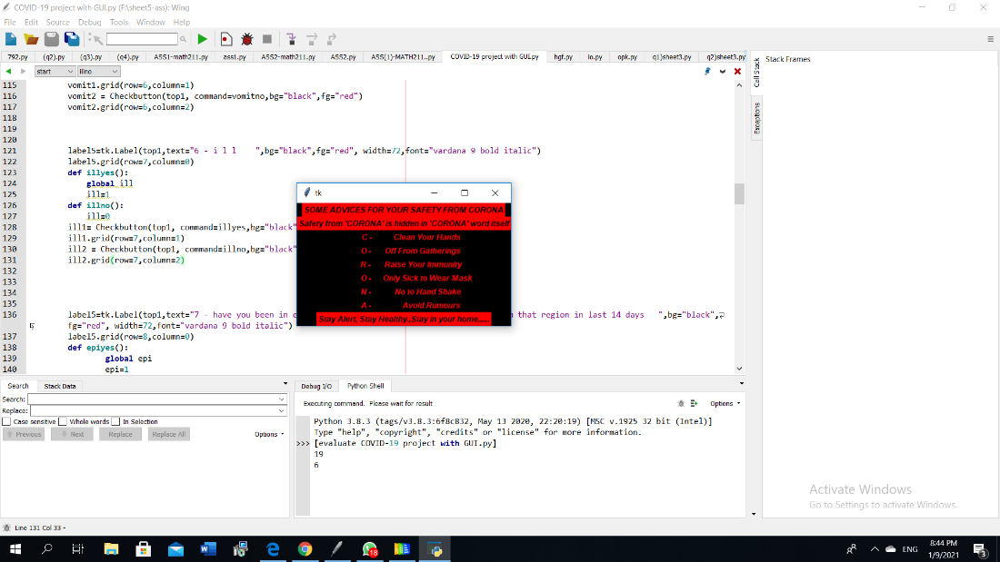 COVID-19 project with GUI.py (F:\sheet5-ass): Wing
File Edit Source Debug Tools Window Help
792.py (q2).py (q3).py (q4).py ASS1-math211.py ass1.py ASS2-math211.py ASS2.py ASS(1)-MATH211..py COVID-19 project with GUI.py hgf.py io.py opk.py q1)sheet3.py q2)sheet3.py
start illno
115 vomit1.grid(row=6,column=1)
116 vomit2 = Checkbutton(top1, command=vomitno,bg="black",fg="red")
117 vomit2.grid(row=6,column=2)
118
119
120
121 label5=tk.Label(top1,text="6 - i l l    ",bg="black",fg="red", width=72,font="vardana 9 bold italic")
122 label5.grid(row=7,column=0)
123 def illyes():
124 global ill
125 ill=1
126 def illno():
127 ill=0
128 ill1= Checkbutton(top1, command=illyes,bg="black"
129 ill1.grid(row=7,column=1)
130 ill2 = Checkbutton(top1, command=illno,bg="black"
131 ill2.grid(row=7,column=2)
132
133
134
135
136 label5=tk.Label(top1,text="7 - have you been in e that region in last 14 days   ",bg="black",
fg="red", width=72,font="vardana 9 bold italic")
137 label5.grid(row=8,column=0)
138 def epiyes():
139 global epi
140 epi=1
tk
SOME ADVICES FOR YOUR SAFETY FROM CORONA
Safety from 'CORONA' is hidden in 'CORONA' word itself
C - Clean Your Hands
O - Off From Gatherings
R - Raise Your Immunity
O - Only Sick to Wear Mask
N - No to Hand Shake
A - Avoid Rumours
Stay Alert, Stay Healthy.,Stay in your home.....
Call Stack
Exceptions
Stack Frames
Search Stack Data
Search:
Replace:
Case sensitive Whole words In Selection
Previous Next Replace Replace All Options
Debug I/O Python Shell
Executing command. Please wait for result Options
Python 3.8.3 (tags/v3.8.3:6f8c832, May 13 2020, 22:20:19) [MSC v.1925 32 bit (Intel)]
Type "help", "copyright", "credits" or "license" for more information.
>>> [evaluate COVID-19 project with GUI.py]
19
6
Activate Windows
Go to Settings to activate Windows.
Line 131 Col 33 -
18
ENG
8:44 PM
1/9/2021
3